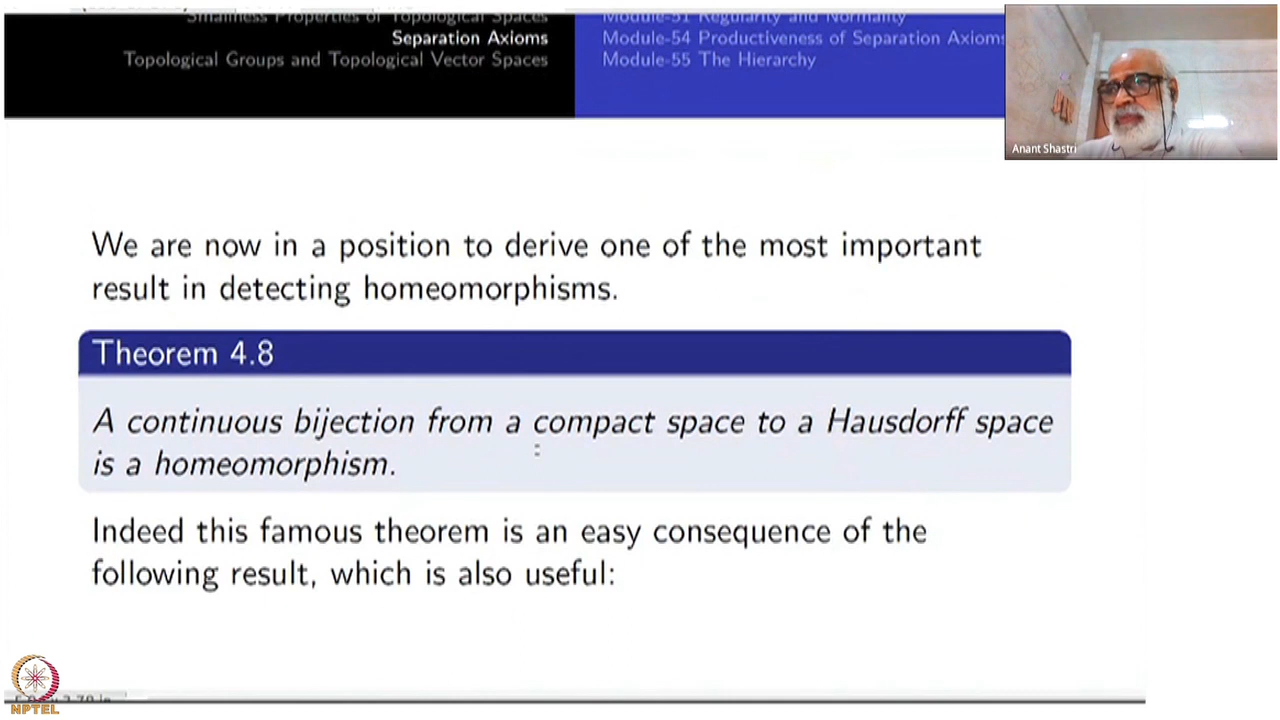 Smallness Properties of Topological Spaces
Separation Axioms
Topological Groups and Topological Vector Spaces
Module-51 Regularity and Normality
Module-54 Productiveness of Separation Axioms
Module-55 The Hierarchy
Anant Shastri
We are now in a position to derive one of the most important
result in detecting homeomorphisms.
Theorem 4.8
A continuous bijection from a compact space to a Hausdorff space
is a homeomorphism.
Indeed this famous theorem is an easy consequence of the
following result, which is also useful:
NPTEL